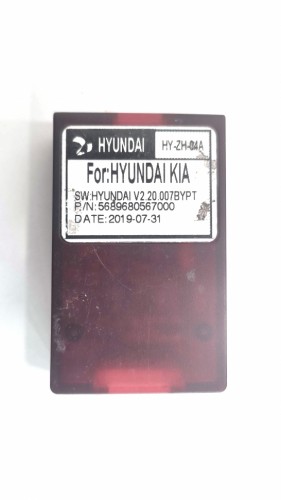 HYUNDAI HY-ZH-04A
For:HYUNDAI KIA
SW:HYUNDAI V2.20.007BYPT
P/N:5689680567000
DATE:2019-07-31